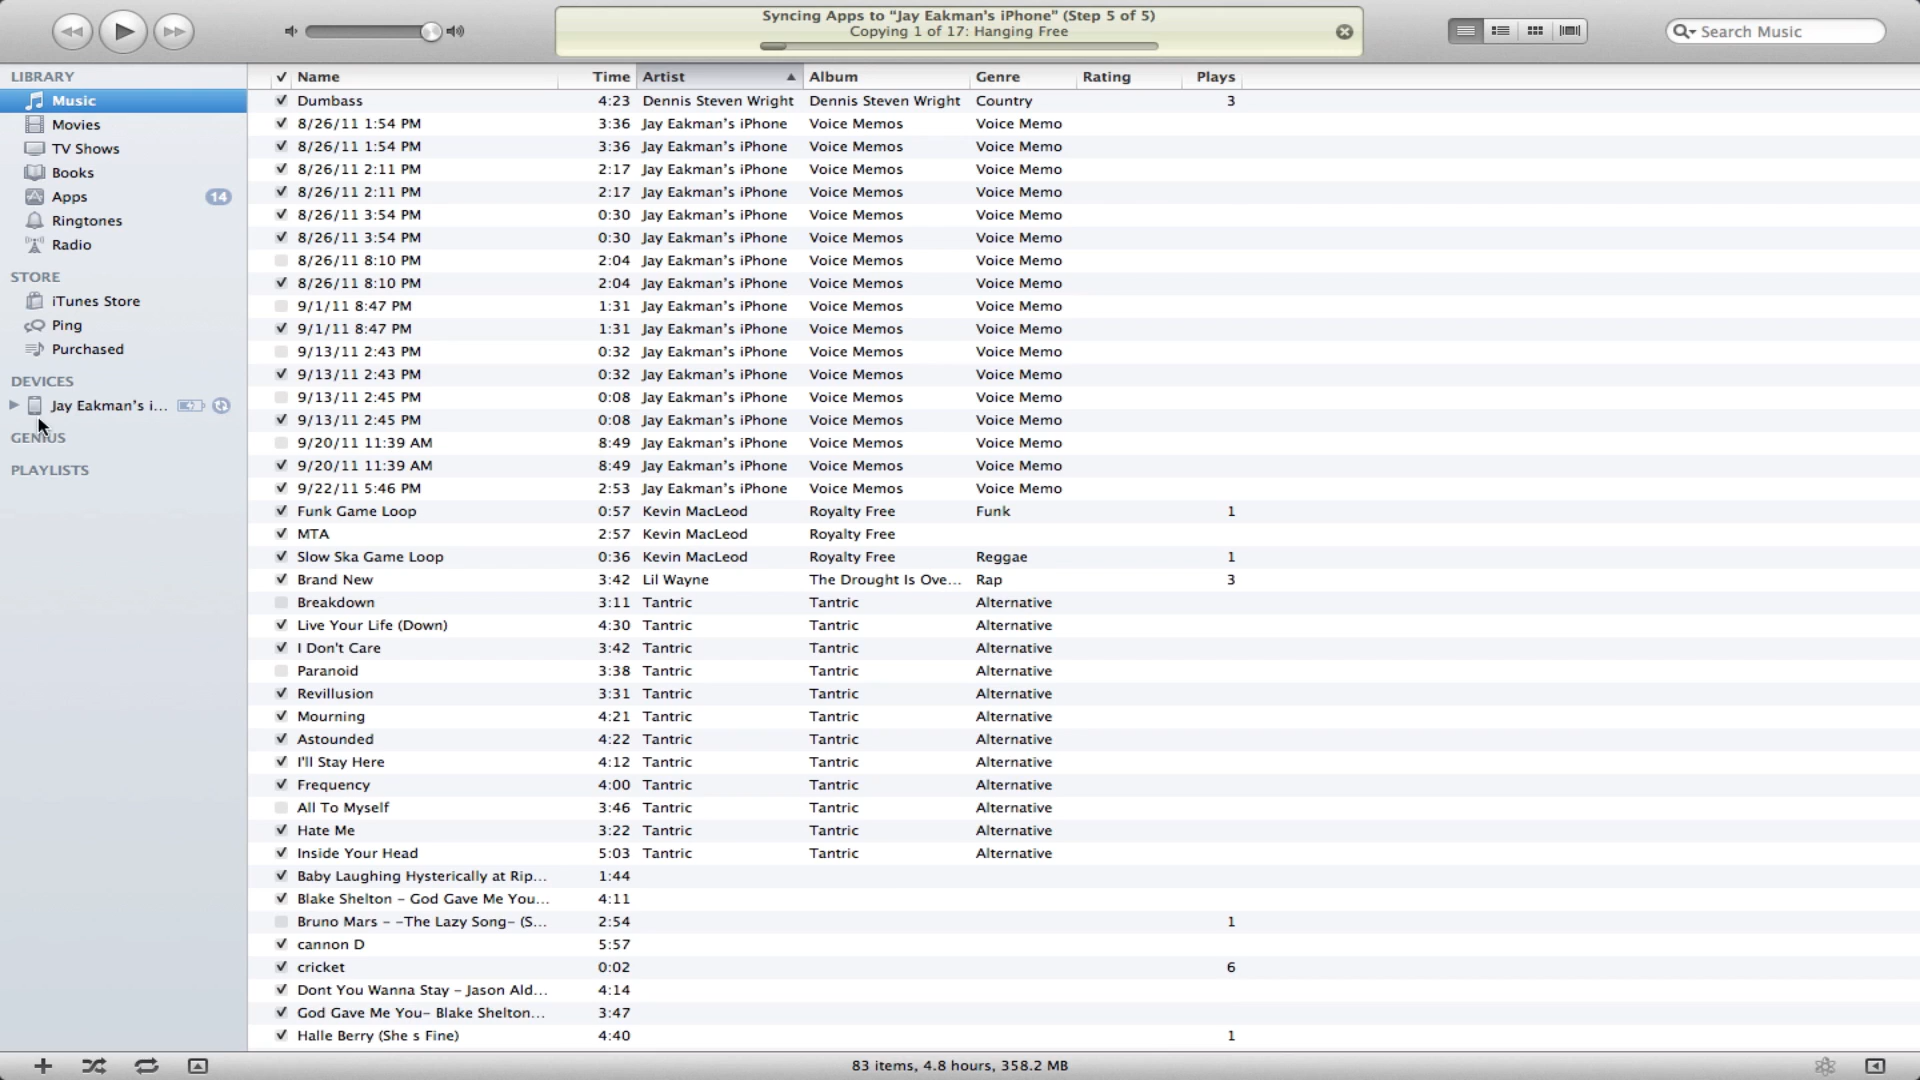 Syncing Apps to “Jay Eakman’s iPhone” (Step 5 of 5)
Copying 1 of 17: Hanging Free
Search Music
LIBRARY
Music
Movies
TV Shows
Books
Apps 14
Ringtones
Radio
STORE
iTunes Store
Ping
Purchased
DEVICES
Jay Eakman’s i...
GENIUS
PLAYLISTS
Name Time Artist Album Genre Rating Plays
Dumbass 4:23 Dennis Steven Wright Dennis Steven Wright Country 3
8/26/11 1:54 PM 3:36 Jay Eakman’s iPhone Voice Memos Voice Memo
8/26/11 1:54 PM 3:36 Jay Eakman’s iPhone Voice Memos Voice Memo
8/26/11 2:11 PM 2:17 Jay Eakman’s iPhone Voice Memos Voice Memo
8/26/11 2:11 PM 2:17 Jay Eakman’s iPhone Voice Memos Voice Memo
8/26/11 3:54 PM 0:30 Jay Eakman’s iPhone Voice Memos Voice Memo
8/26/11 3:54 PM 0:30 Jay Eakman’s iPhone Voice Memos Voice Memo
8/26/11 8:10 PM 2:04 Jay Eakman’s iPhone Voice Memos Voice Memo
8/26/11 8:10 PM 2:04 Jay Eakman’s iPhone Voice Memos Voice Memo
9/1/11 8:47 PM 1:31 Jay Eakman’s iPhone Voice Memos Voice Memo
9/1/11 8:47 PM 1:31 Jay Eakman’s iPhone Voice Memos Voice Memo
9/13/11 2:43 PM 0:32 Jay Eakman’s iPhone Voice Memos Voice Memo
9/13/11 2:43 PM 0:32 Jay Eakman’s iPhone Voice Memos Voice Memo
9/13/11 2:45 PM 0:08 Jay Eakman’s iPhone Voice Memos Voice Memo
9/13/11 2:45 PM 0:08 Jay Eakman’s iPhone Voice Memos Voice Memo
9/20/11 11:39 AM 8:49 Jay Eakman’s iPhone Voice Memos Voice Memo
9/20/11 11:39 AM 8:49 Jay Eakman’s iPhone Voice Memos Voice Memo
9/22/11 5:46 PM 2:53 Jay Eakman’s iPhone Voice Memos Voice Memo
Funk Game Loop 0:57 Kevin MacLeod Royalty Free Funk 1
MTA 2:57 Kevin MacLeod Royalty Free
Slow Ska Game Loop 0:36 Kevin MacLeod Royalty Free Reggae 1
Brand New 3:42 Lil Wayne The Drought Is Ove... Rap 3
Breakdown 3:11 Tantric Tantric Alternative
Live Your Life (Down) 4:30 Tantric Tantric Alternative
I Don't Care 3:42 Tantric Tantric Alternative
Paranoid 3:38 Tantric Tantric Alternative
Revillusion 3:31 Tantric Tantric Alternative
Mourning 4:21 Tantric Tantric Alternative
Astounded 4:22 Tantric Tantric Alternative
I'll Stay Here 4:12 Tantric Tantric Alternative
Frequency 4:00 Tantric Tantric Alternative
All To Myself 3:46 Tantric Tantric Alternative
Hate Me 3:22 Tantric Tantric Alternative
Inside Your Head 5:03 Tantric Tantric Alternative
Baby Laughing Hysterically at Rip... 1:44
Blake Shelton – God Gave Me You... 4:11
Bruno Mars – –The Lazy Song– (S... 2:54 1
cannon D 5:57
cricket 0:02 6
Dont You Wanna Stay – Jason Ald... 4:14
God Gave Me You– Blake Shelton... 3:47
Halle Berry (She s Fine) 4:40 1
83 items, 4.8 hours, 358.2 MB